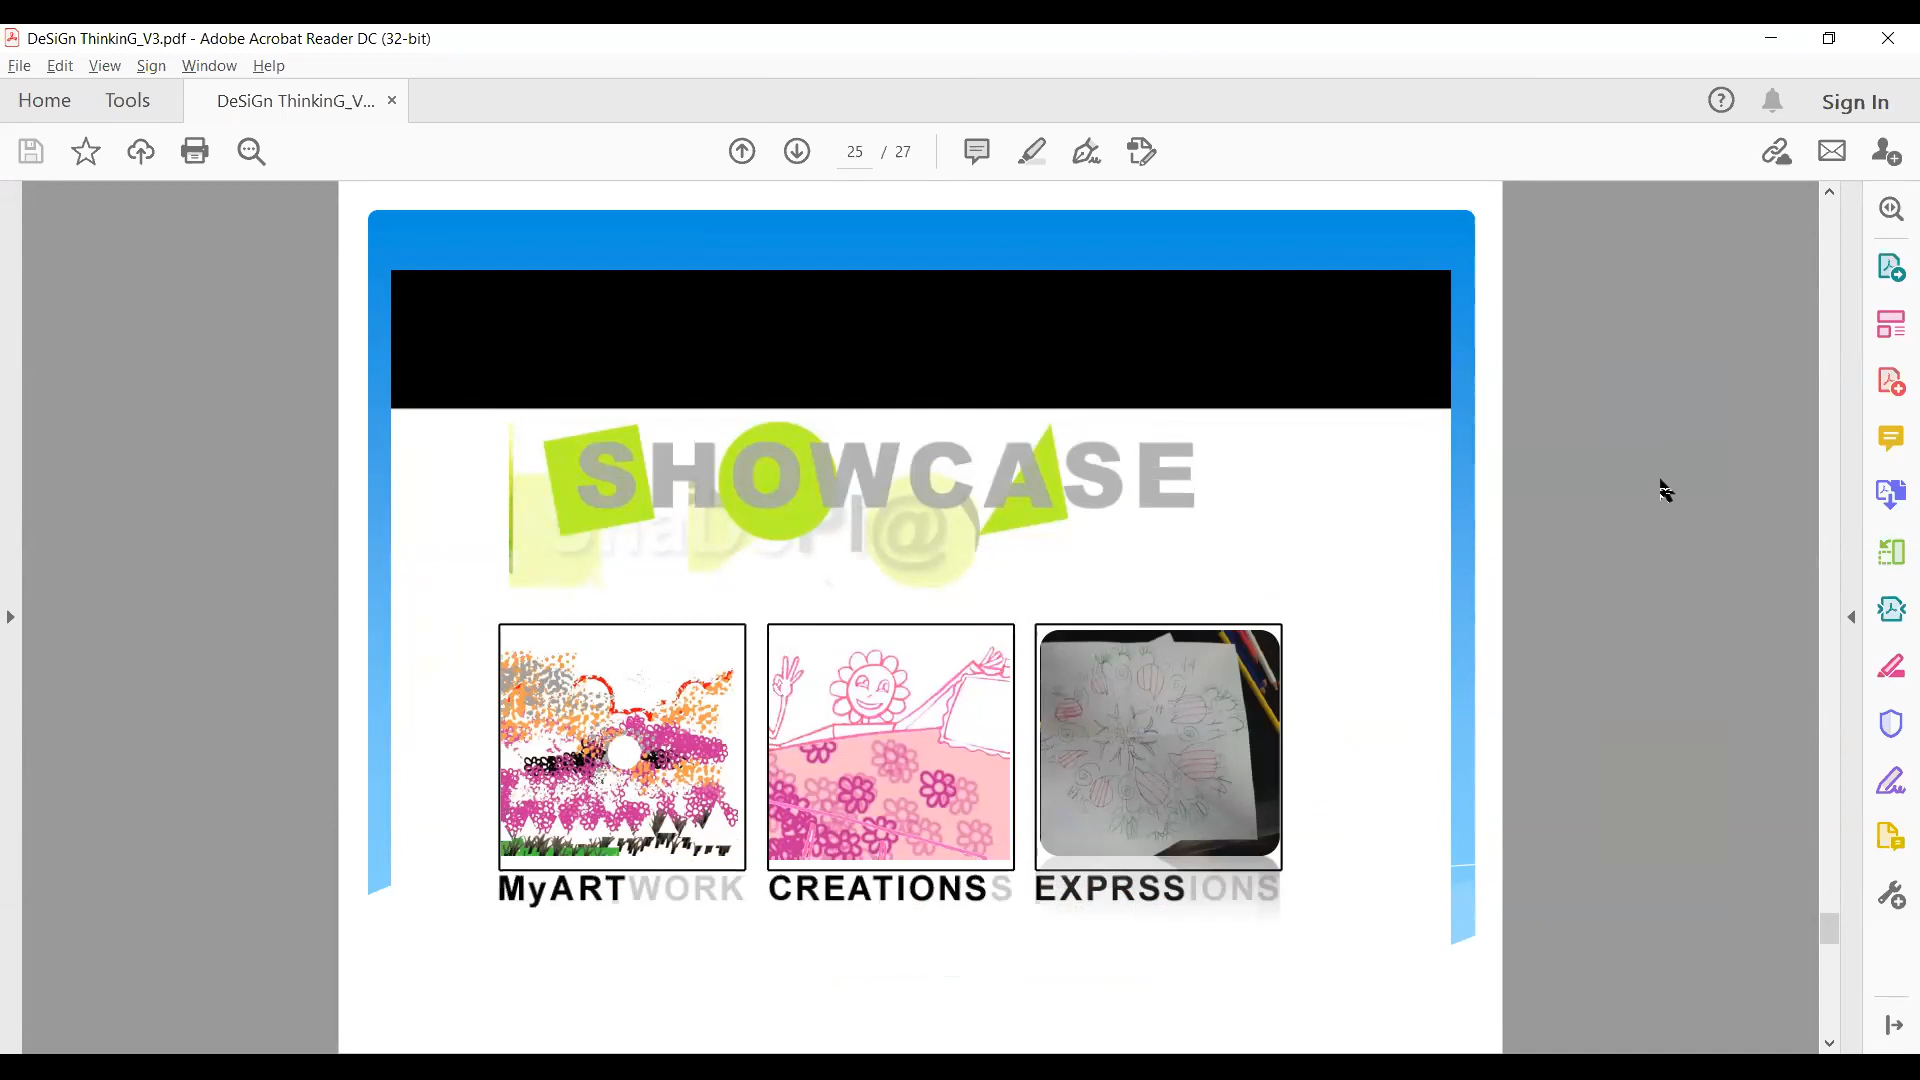 DeSiGn ThinkinG_V3.pdf - Adobe Acrobat Reader DC (32-bit)
File Edit View Sign Window Help
Home Tools DeSiGn ThinkinG_V... × Sign In
25 / 27
SHOWCASE
MyARTWORK CREATIONSS EXPRSSIONS